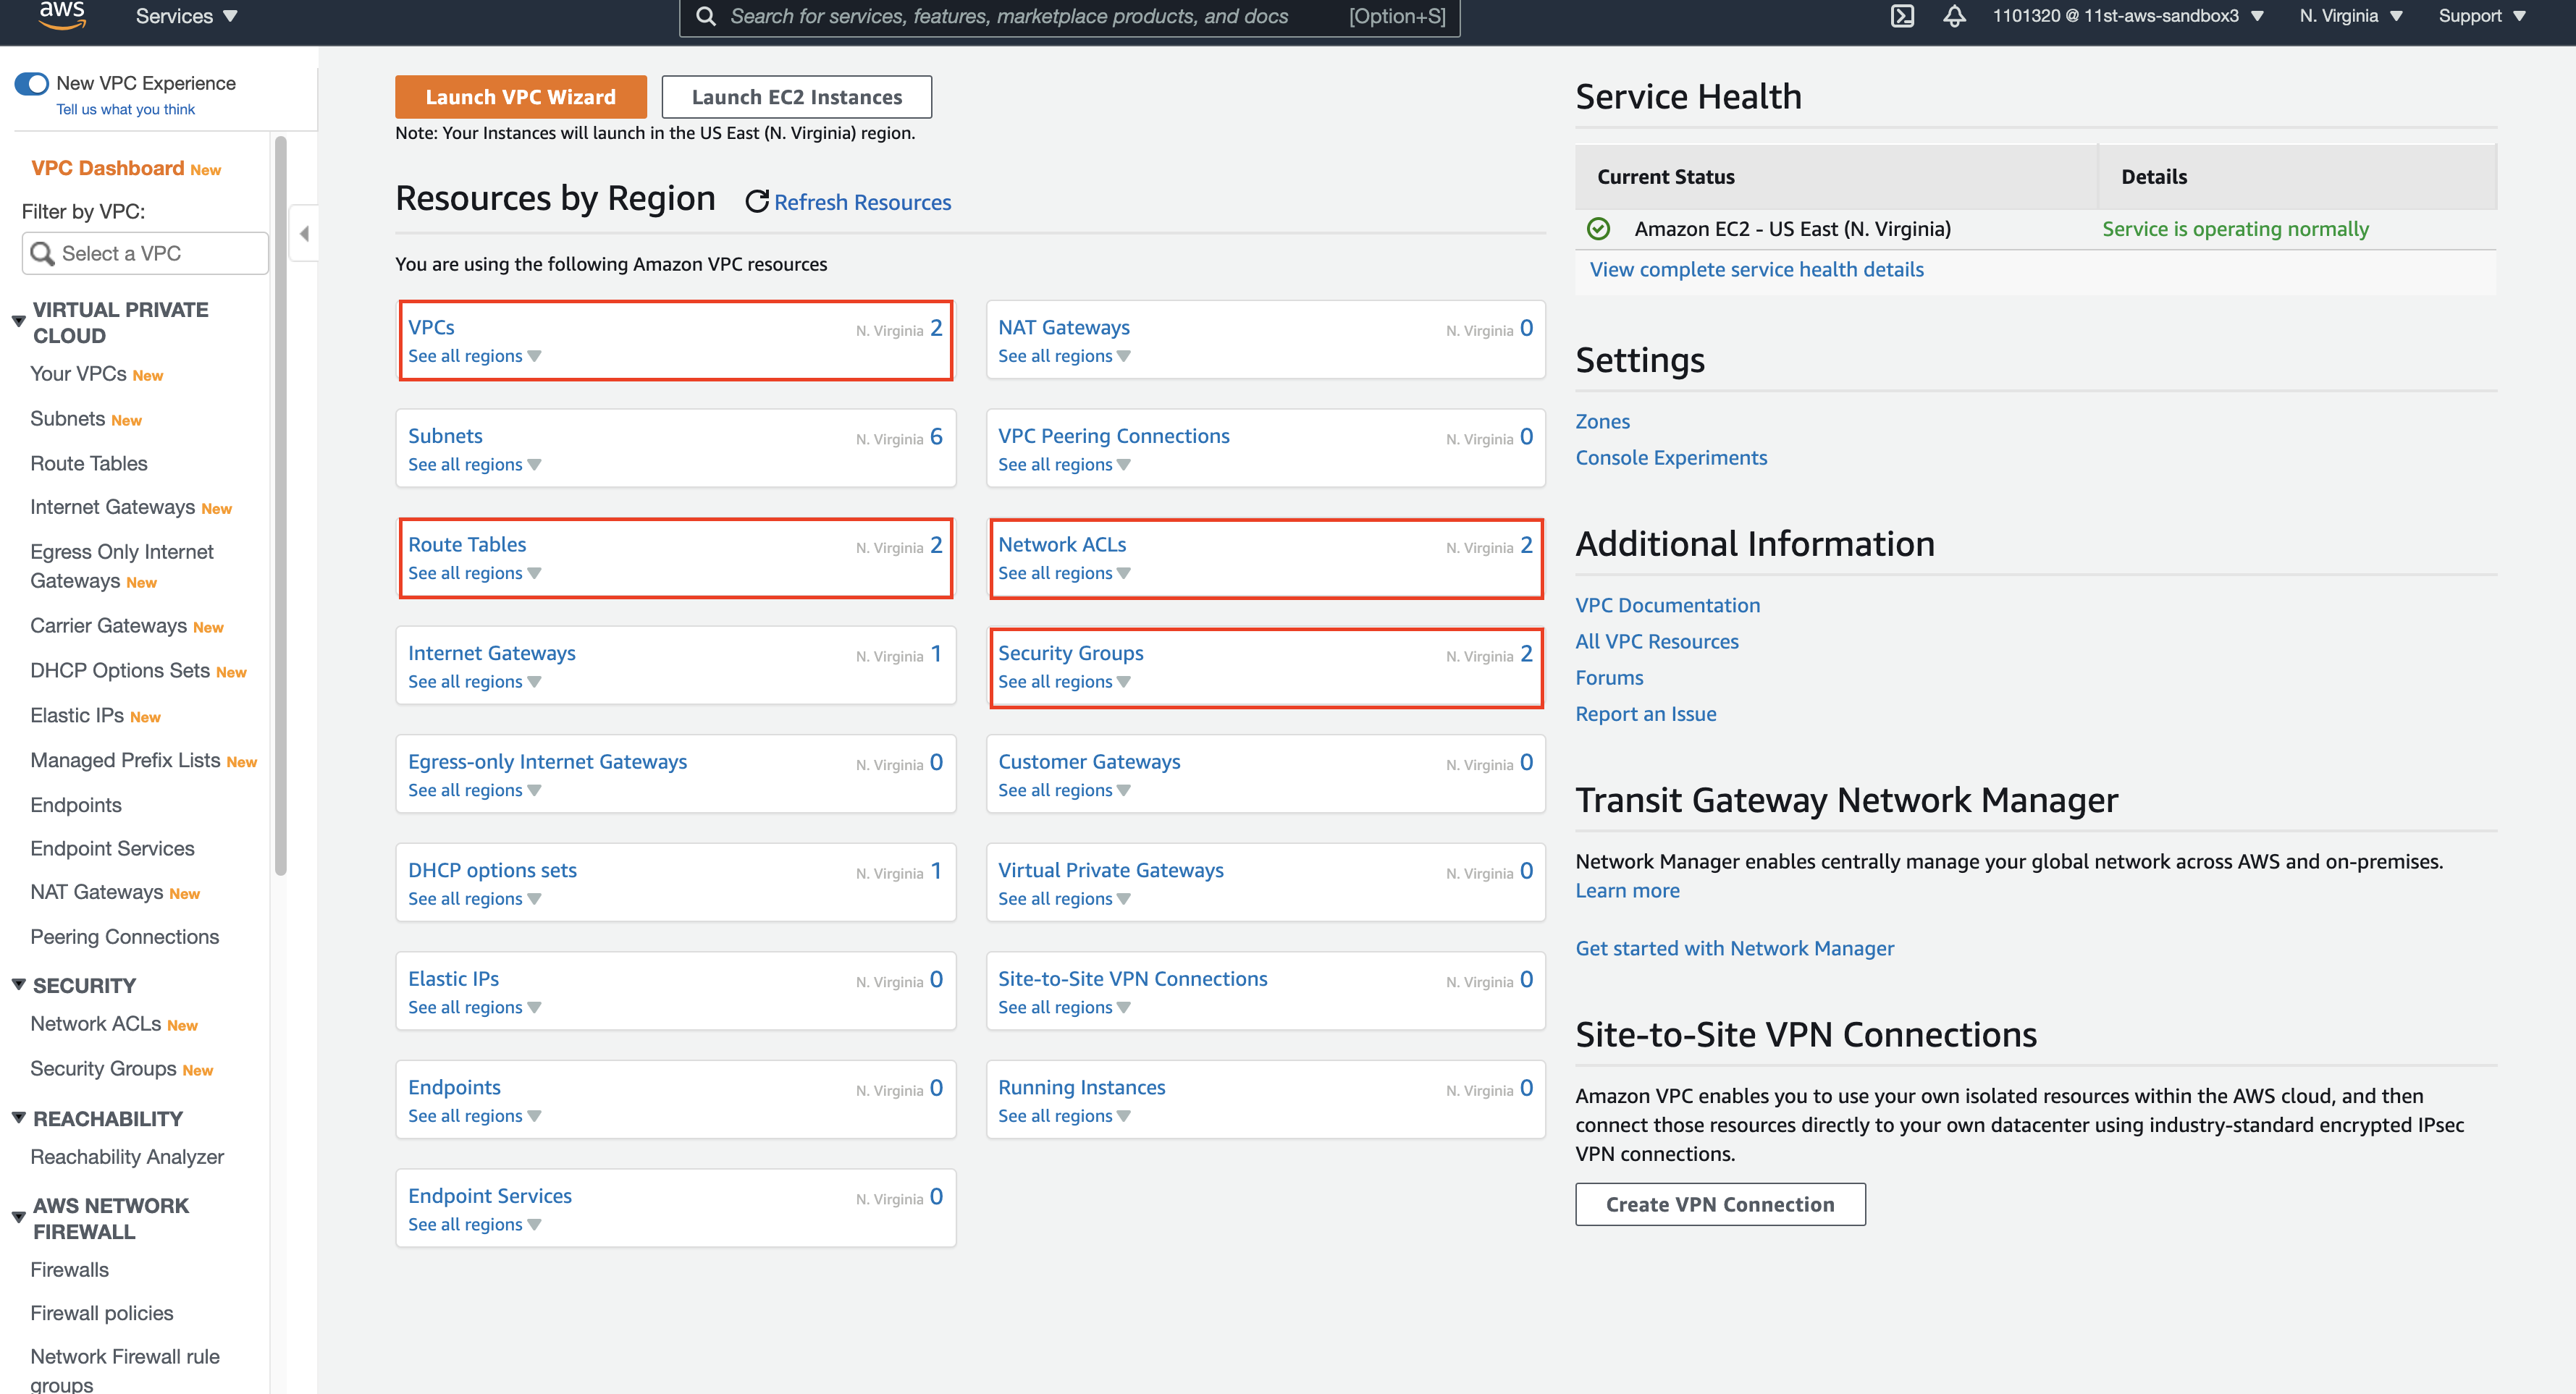 aws
Services
Search for services, features, marketplace products, and docs
[Option+S]
1101320 @ 11st-aws-sandbox3
N. Virginia
Support
New VPC Experience
Tell us what you think
VPC Dashboard New
Filter by VPC:
Select a VPC
VIRTUAL PRIVATE
CLOUD
Your VPCs New
Subnets New
Route Tables
Internet Gateways New
Egress Only Internet
Gateways New
Carrier Gateways New
DHCP Options Sets New
Elastic IPs New
Managed Prefix Lists New
Endpoints
Endpoint Services
NAT Gateways New
Peering Connections
SECURITY
Network ACLs New
Security Groups New
REACHABILITY
Reachability Analyzer
AWS NETWORK
FIREWALL
Firewalls
Firewall policies
Network Firewall rule
groups
Launch VPC Wizard
Launch EC2 Instances
Note: Your Instances will launch in the US East (N. Virginia) region.
Resources by Region
Refresh Resources
You are using the following Amazon VPC resources
VPCs N. Virginia 2
See all regions
NAT Gateways N. Virginia 0
See all regions
Subnets N. Virginia 6
See all regions
VPC Peering Connections N. Virginia 0
See all regions
Route Tables N. Virginia 2
See all regions
Network ACLs N. Virginia 2
See all regions
Internet Gateways N. Virginia 1
See all regions
Security Groups N. Virginia 2
See all regions
Egress-only Internet Gateways N. Virginia 0
See all regions
Customer Gateways N. Virginia 0
See all regions
DHCP options sets N. Virginia 1
See all regions
Virtual Private Gateways N. Virginia 0
See all regions
Elastic IPs N. Virginia 0
See all regions
Site-to-Site VPN Connections N. Virginia 0
See all regions
Endpoints N. Virginia 0
See all regions
Running Instances N. Virginia 0
See all regions
Endpoint Services N. Virginia 0
See all regions
Service Health
Current Status Details
Amazon EC2 - US East (N. Virginia) Service is operating normally
View complete service health details
Settings
Zones
Console Experiments
Additional Information
VPC Documentation
All VPC Resources
Forums
Report an Issue
Transit Gateway Network Manager
Network Manager enables centrally manage your global network across AWS and on-premises.
Learn more
Get started with Network Manager
Site-to-Site VPN Connections
Amazon VPC enables you to use your own isolated resources within the AWS cloud, and then
connect those resources directly to your own datacenter using industry-standard encrypted IPsec
VPN connections.
Create VPN Connection